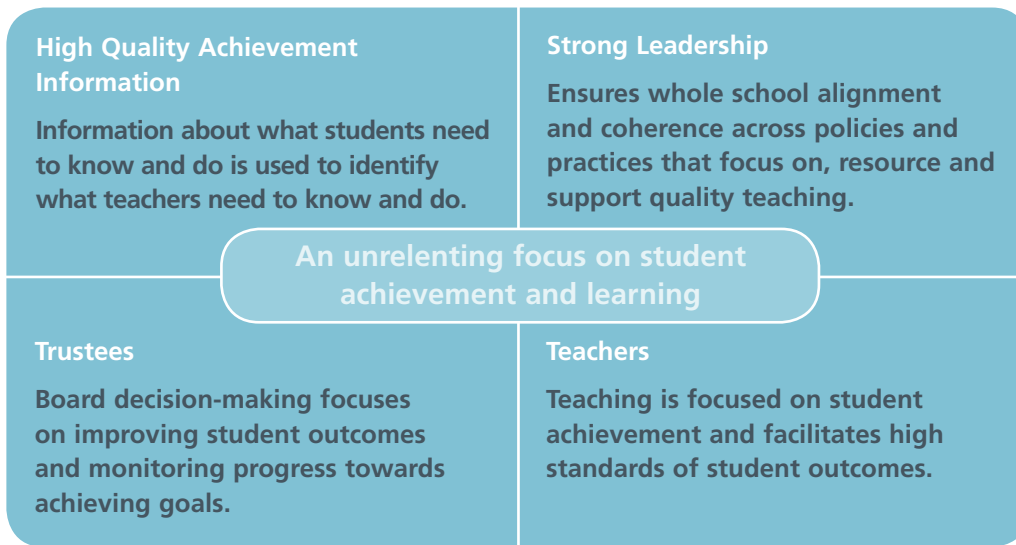 High Quality Achievement
Information
Information about what students need
to know and do is used to identify
what teachers need to know and do.
Strong Leadership
Ensures whole school alignment
and coherence across policies and
practices that focus on, resource and
support quality teaching.
An unrelenting focus on student
achievement and learning
Trustees
Board decision-making focuses
on improving student outcomes
and monitoring progress towards
achieving goals.
Teachers
Teaching is focused on student
achievement and facilitates high
standards of student outcomes.